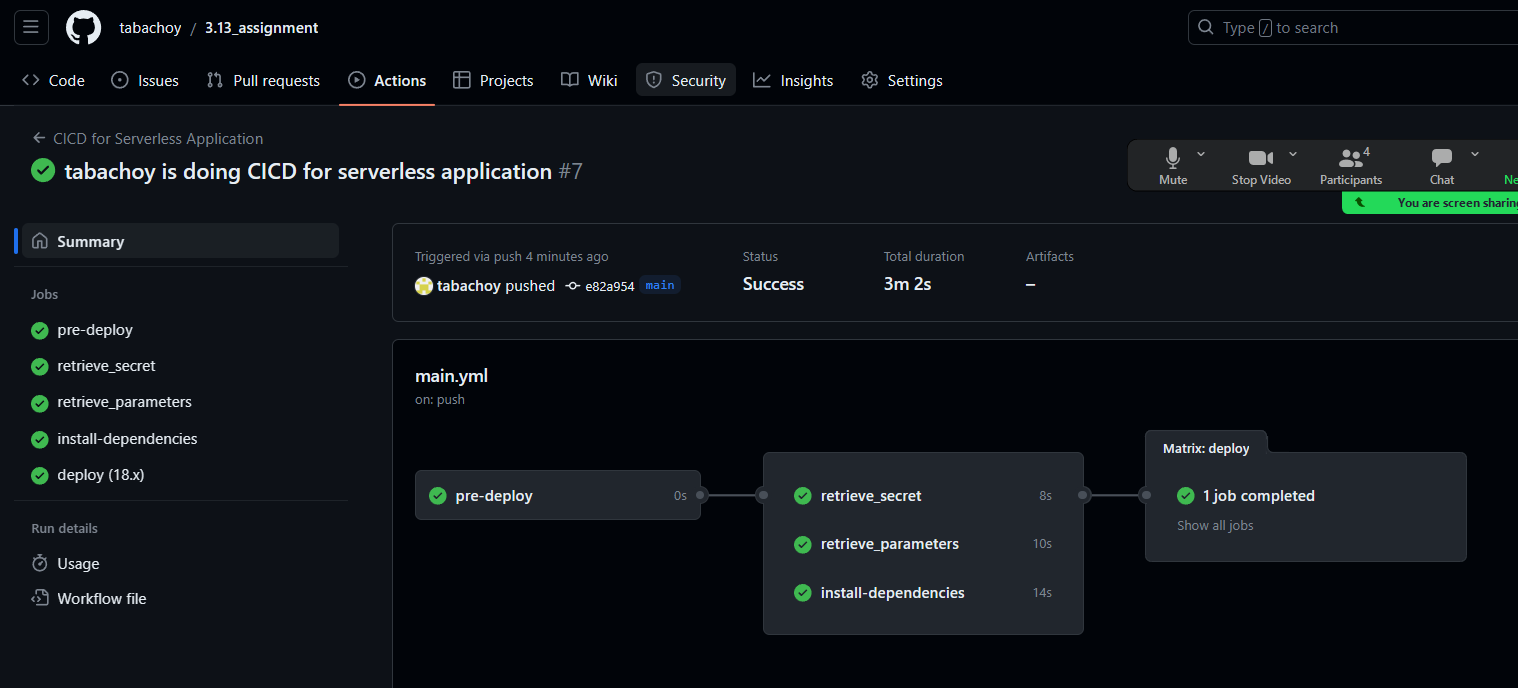 tabachoy / 3.13_assignment
Type / to search
Code Issues Pull requests Actions Projects Wiki Security Insights Settings
CICD for Serverless Application
tabachoy is doing CICD for serverless application #7
Mute Stop Video 4 Participants Chat Ne
You are screen sharing
Summary
Jobs
pre-deploy
retrieve_secret
retrieve_parameters
install-dependencies
deploy (18.x)
Run details
Usage
Workflow file
Triggered via push 4 minutes ago
tabachoy pushed e82a954 main
Status
Success
Total duration
3m 2s
Artifacts
–
main.yml
on: push
pre-deploy 0s
retrieve_secret 8s
retrieve_parameters 10s
install-dependencies 14s
Matrix: deploy
1 job completed
Show all jobs